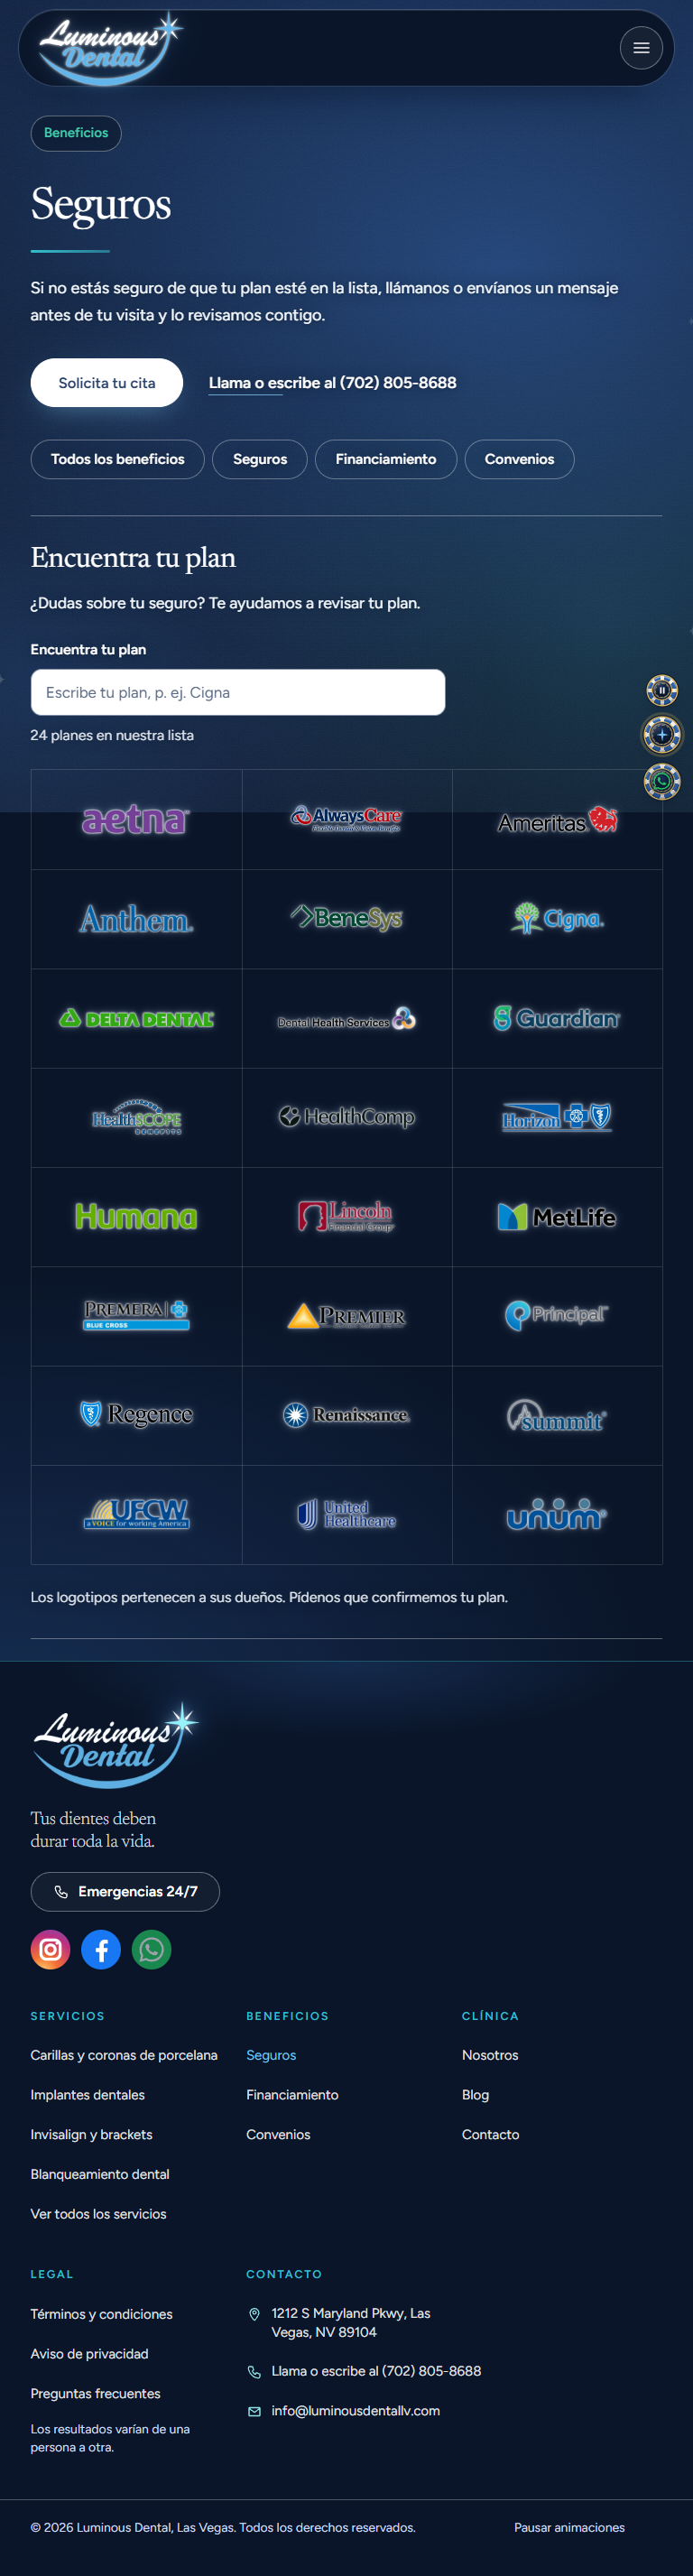 Luminous
Dental
Beneficios
Seguros
Si no estás seguro de que tu plan esté en la lista, llámanos o envíanos un mensaje
antes de tu visita y lo revisamos contigo.
Solicita tu cita
Llama o escribe al (702) 805-8688
Todos los beneficios
Seguros
Financiamiento
Convenios
Encuentra tu plan
¿Dudas sobre tu seguro? Te ayudamos a revisar tu plan.
Encuentra tu plan
Escribe tu plan, p. ej. Cigna
24 planes en nuestra lista
aetna
AlwaysCare
Ameritas
Anthem.
BeneSys
Cigna.
DELTA DENTAL
Dental Health Services
Guardian
HealthSCOPE
BENEFITS
HealthComp
Horizon
Humana
Lincoln
Financial Group
MetLife
PREMERA
BLUE CROSS
PREMIER
Principal
Regence
Renaissance.
summit
UFCW
a VOICE for working America
United
Healthcare
unum
Los logotipos pertenecen a sus dueños. Pídenos que confirmemos tu plan.
Luminous
Dental
Tus dientes deben
durar toda la vida.
Emergencias 24/7
SERVICIOS
Carillas y coronas de porcelana
Implantes dentales
Invisalign y brackets
Blanqueamiento dental
Ver todos los servicios
BENEFICIOS
Seguros
Financiamiento
Convenios
CLÍNICA
Nosotros
Blog
Contacto
LEGAL
Términos y condiciones
Aviso de privacidad
Preguntas frecuentes
Los resultados varían de una
persona a otra.
CONTACTO
1212 S Maryland Pkwy, Las
Vegas, NV 89104
Llama o escribe al (702) 805-8688
info@luminousdentallv.com
© 2026 Luminous Dental, Las Vegas. Todos los derechos reservados.
Pausar animaciones